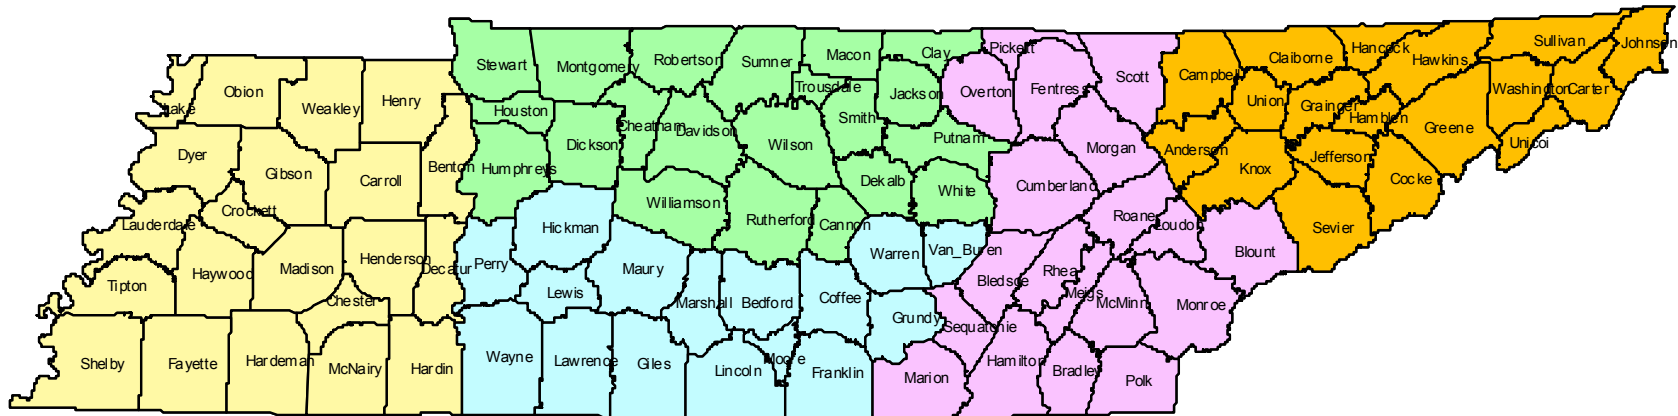 Johnson
Sullivan
Hancock
Hawkins
Claiborne
Pickett
Clay
Scott
Macon
Robertson
Sumner
Stewart
Montgomery
Campbell
Carter
Washington
Fentress
Overton
Jackson
Trousdale
Obion
Henry
Weakley
Lake
Union
Grainger
Hamblen
Houston
Smith
Greene
Cheatham
Davidson
Putnam
Unicoi
Dickson
Wilson
Morgan
Anderson
Jefferson
Dyer
Gibson
Benton
Humphreys
Knox
Carroll
Dekalb
White
Cumberland
Cocke
Williamson
Crockett
Lauderdale
Rutherford
Cannon
Roane
Loudon
Hickman
Sevier
Warren
Van_Buren
Blount
Henderson
Decatur
Perry
Maury
Madison
Haywood
Rhea
Bledsoe
Tipton
Lewis
Meigs
Chester
Marshall
Bedford
Coffee
McMinn
Monroe
Grundy
Sequatchie
Wayne
Lawrence
Moore
Shelby
Fayette
Hardeman
McNairy
Hardin
Giles
Lincoln
Franklin
Hamilton
Marion
Bradley
Polk